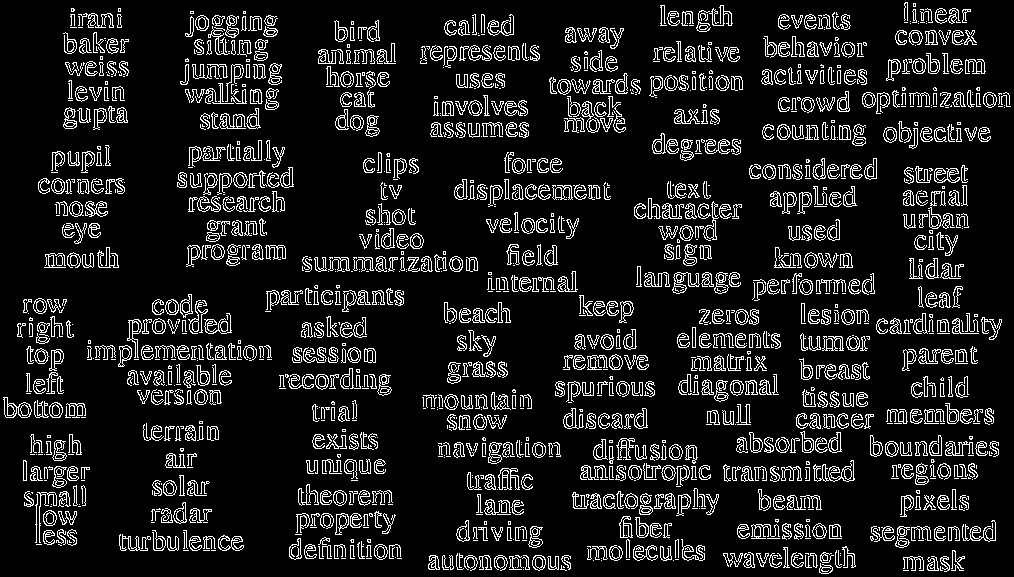 irani
baker
weiss
levin
gupta
jogging
sitting
jumping
walking
stand
bird
animal
horse
cat
dog
called
represents
uses
involves
assumes
away
side
towards
back
move
length
relative
position
axis
degrees
events
behavior
activities
crowd
counting
linear
convex
problem
optimization
objective
pupil
corners
nose
eye
mouth
partially
supported
research
grant
program
clips
tv
shot
video
summarization
force
displacement
velocity
field
internal
text
character
word
sign
language
considered
applied
used
known
performed
street
aerial
urban
city
lidar
row
right
top
left
bottom
code
provided
implementation
available
version
participants
asked
session
recording
trial
beach
sky
grass
mountain
snow
keep
avoid
remove
spurious
discard
zeros
elements
matrix
diagonal
null
lesion
tumor
breast
tissue
cancer
leaf
cardinality
parent
child
members
high
larger
small
low
less
terrain
air
solar
radar
turbulence
exists
unique
theorem
property
definition
navigation
traffic
lane
driving
autonomous
diffusion
anisotropic
tractography
fiber
molecules
absorbed
transmitted
beam
emission
wavelength
boundaries
regions
pixels
segmented
mask